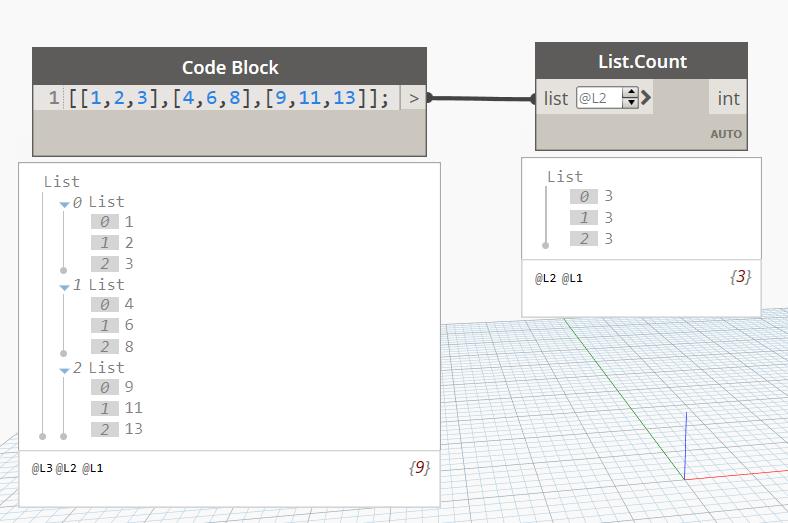 Code Block
1 [[1,2,3],[4,6,8],[9,11,13]]; >
List
0 List
0 1
1 2
2 3
1 List
0 4
1 6
2 8
2 List
0 9
1 11
2 13
@L3 @L2 @L1 {9}
List.Count
list @L2 int
AUTO
List
0 3
1 3
2 3
@L2 @L1 {3}